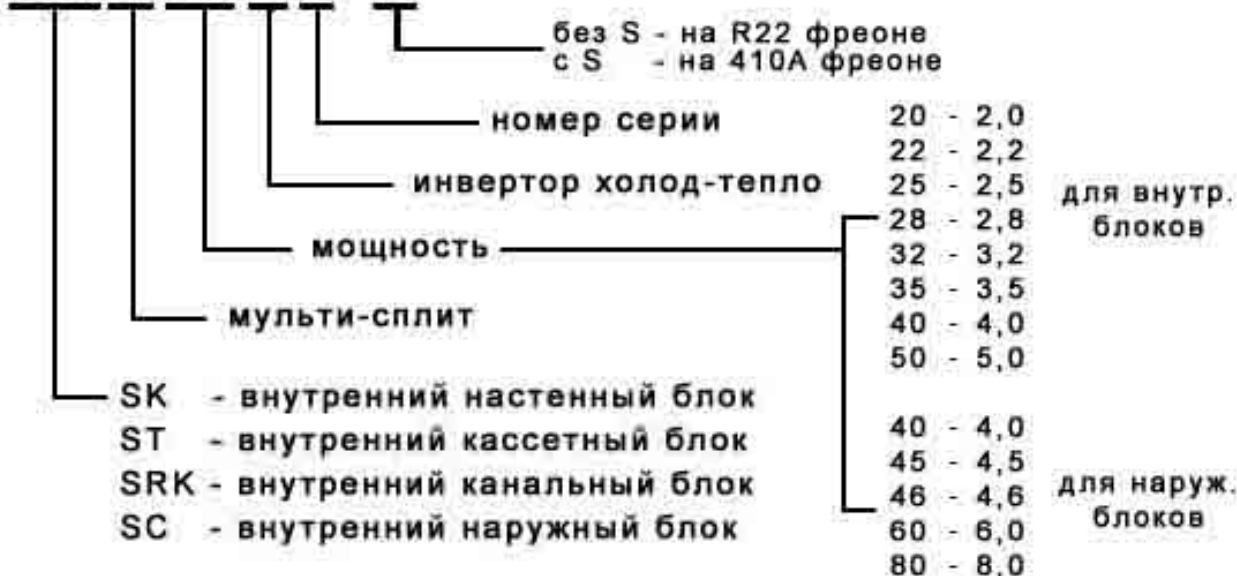 без S - на R22 фреоне
с S - на 410A фреоне
номер серии
инвертор холод-тепло
мощность
мульти-сплит
SK - внутренний настенный блок
ST - внутренний кассетный блок
SRK - внутренний канальный блок
SC - внутренний наружный блок
20 - 2,0
22 - 2,2
25 - 2,5
28 - 2,8
32 - 3,2
35 - 3,5
40 - 4,0
50 - 5,0
для внутр.
блоков
40 - 4,0
45 - 4,5
46 - 4,6
60 - 6,0
80 - 8,0
для наруж.
блоков